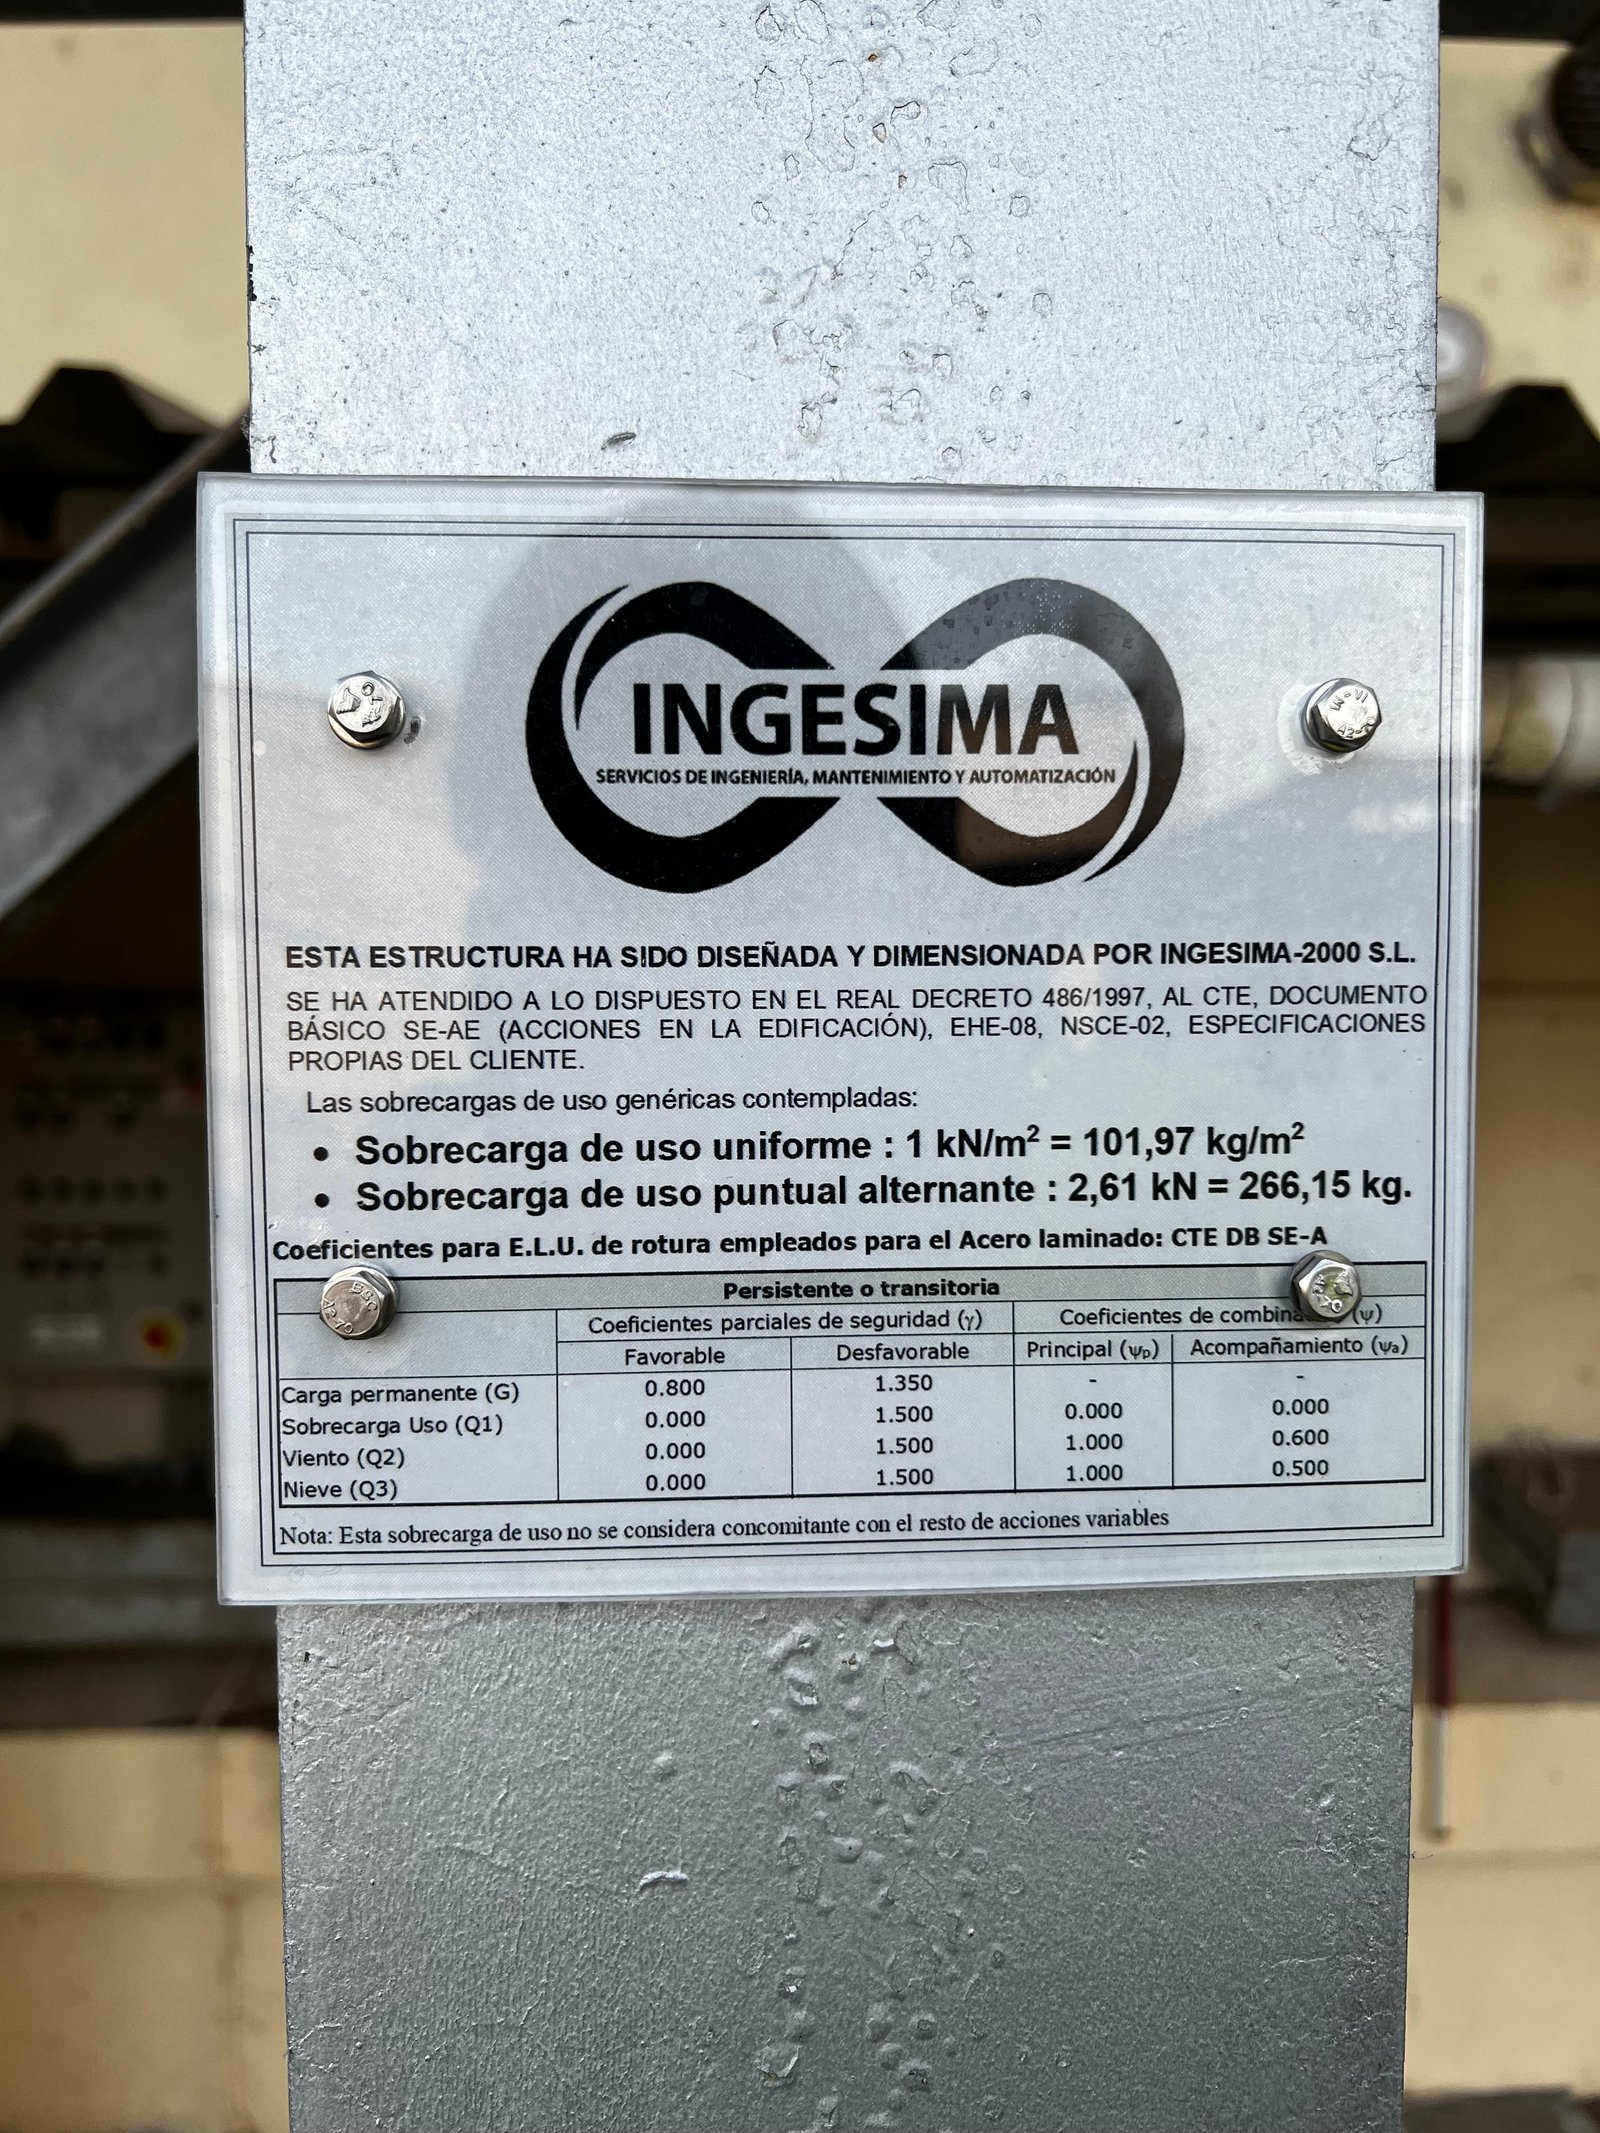 INGESIMA
SERVICIOS DE INGENIERÍA, MANTENIMIENTO Y AUTOMATIZACIÓN
ESTA ESTRUCTURA HA SIDO DISEÑADA Y DIMENSIONADA POR INGESIMA-2000 S.L.
SE HA ATENDIDO A LO DISPUESTO EN EL REAL DECRETO 486/1997, AL CTE, DOCUMENTO
BÁSICO SE-AE (ACCIONES EN LA EDIFICACIÓN), EHE-08, NSCE-02, ESPECIFICACIONES
PROPIAS DEL CLIENTE.
Las sobrecargas de uso genéricas contempladas:
• Sobrecarga de uso uniforme : 1 kN/m² = 101,97 kg/m²
• Sobrecarga de uso puntual alternante : 2,61 kN = 266,15 kg.
Coeficientes para E.L.U. de rotura empleados para el Acero laminado: CTE DB SE-A
Persistente o transitoria
Coeficientes parciales de seguridad (γ) Coeficientes de (ψ)
Favorable Desfavorable Principal (ψp) Acompañamiento (ψa)
Carga permanente (G) 0.800 1.350 - -
Sobrecarga Uso (Q1) 0.000 1.500 0.000 0.000
Viento (Q2) 0.000 1.500 1.000 0.600
Nieve (Q3) 0.000 1.500 1.000 0.500
Nota: Esta sobrecarga de uso no se considera concomitante con el resto de acciones variables